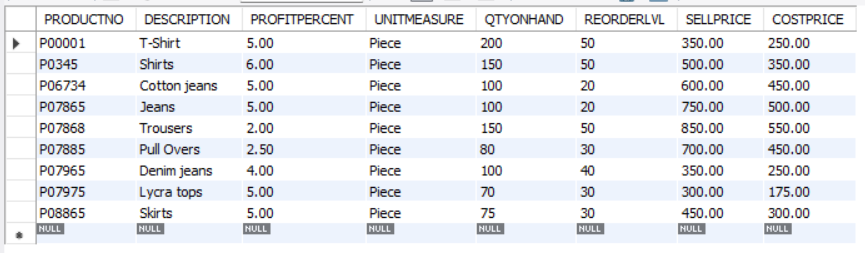 PRODUCTNO DESCRIPTION PROFITPERCENT UNITMEASURE QTYONHAND REORDERLVL SELLPRICE COSTPRICE
P00001 T-Shirt 5.00 Piece 200 50 350.00 250.00
P0345 Shirts 6.00 Piece 150 50 500.00 350.00
P06734 Cotton jeans 5.00 Piece 100 20 600.00 450.00
P07865 Jeans 5.00 Piece 100 20 750.00 500.00
P07868 Trousers 2.00 Piece 150 50 850.00 550.00
P07885 Pull Overs 2.50 Piece 80 30 700.00 450.00
P07965 Denim jeans 4.00 Piece 100 40 350.00 250.00
P07975 Lycra tops 5.00 Piece 70 30 300.00 175.00
P08865 Skirts 5.00 Piece 75 30 450.00 300.00
NULL NULL NULL NULL NULL NULL NULL NULL